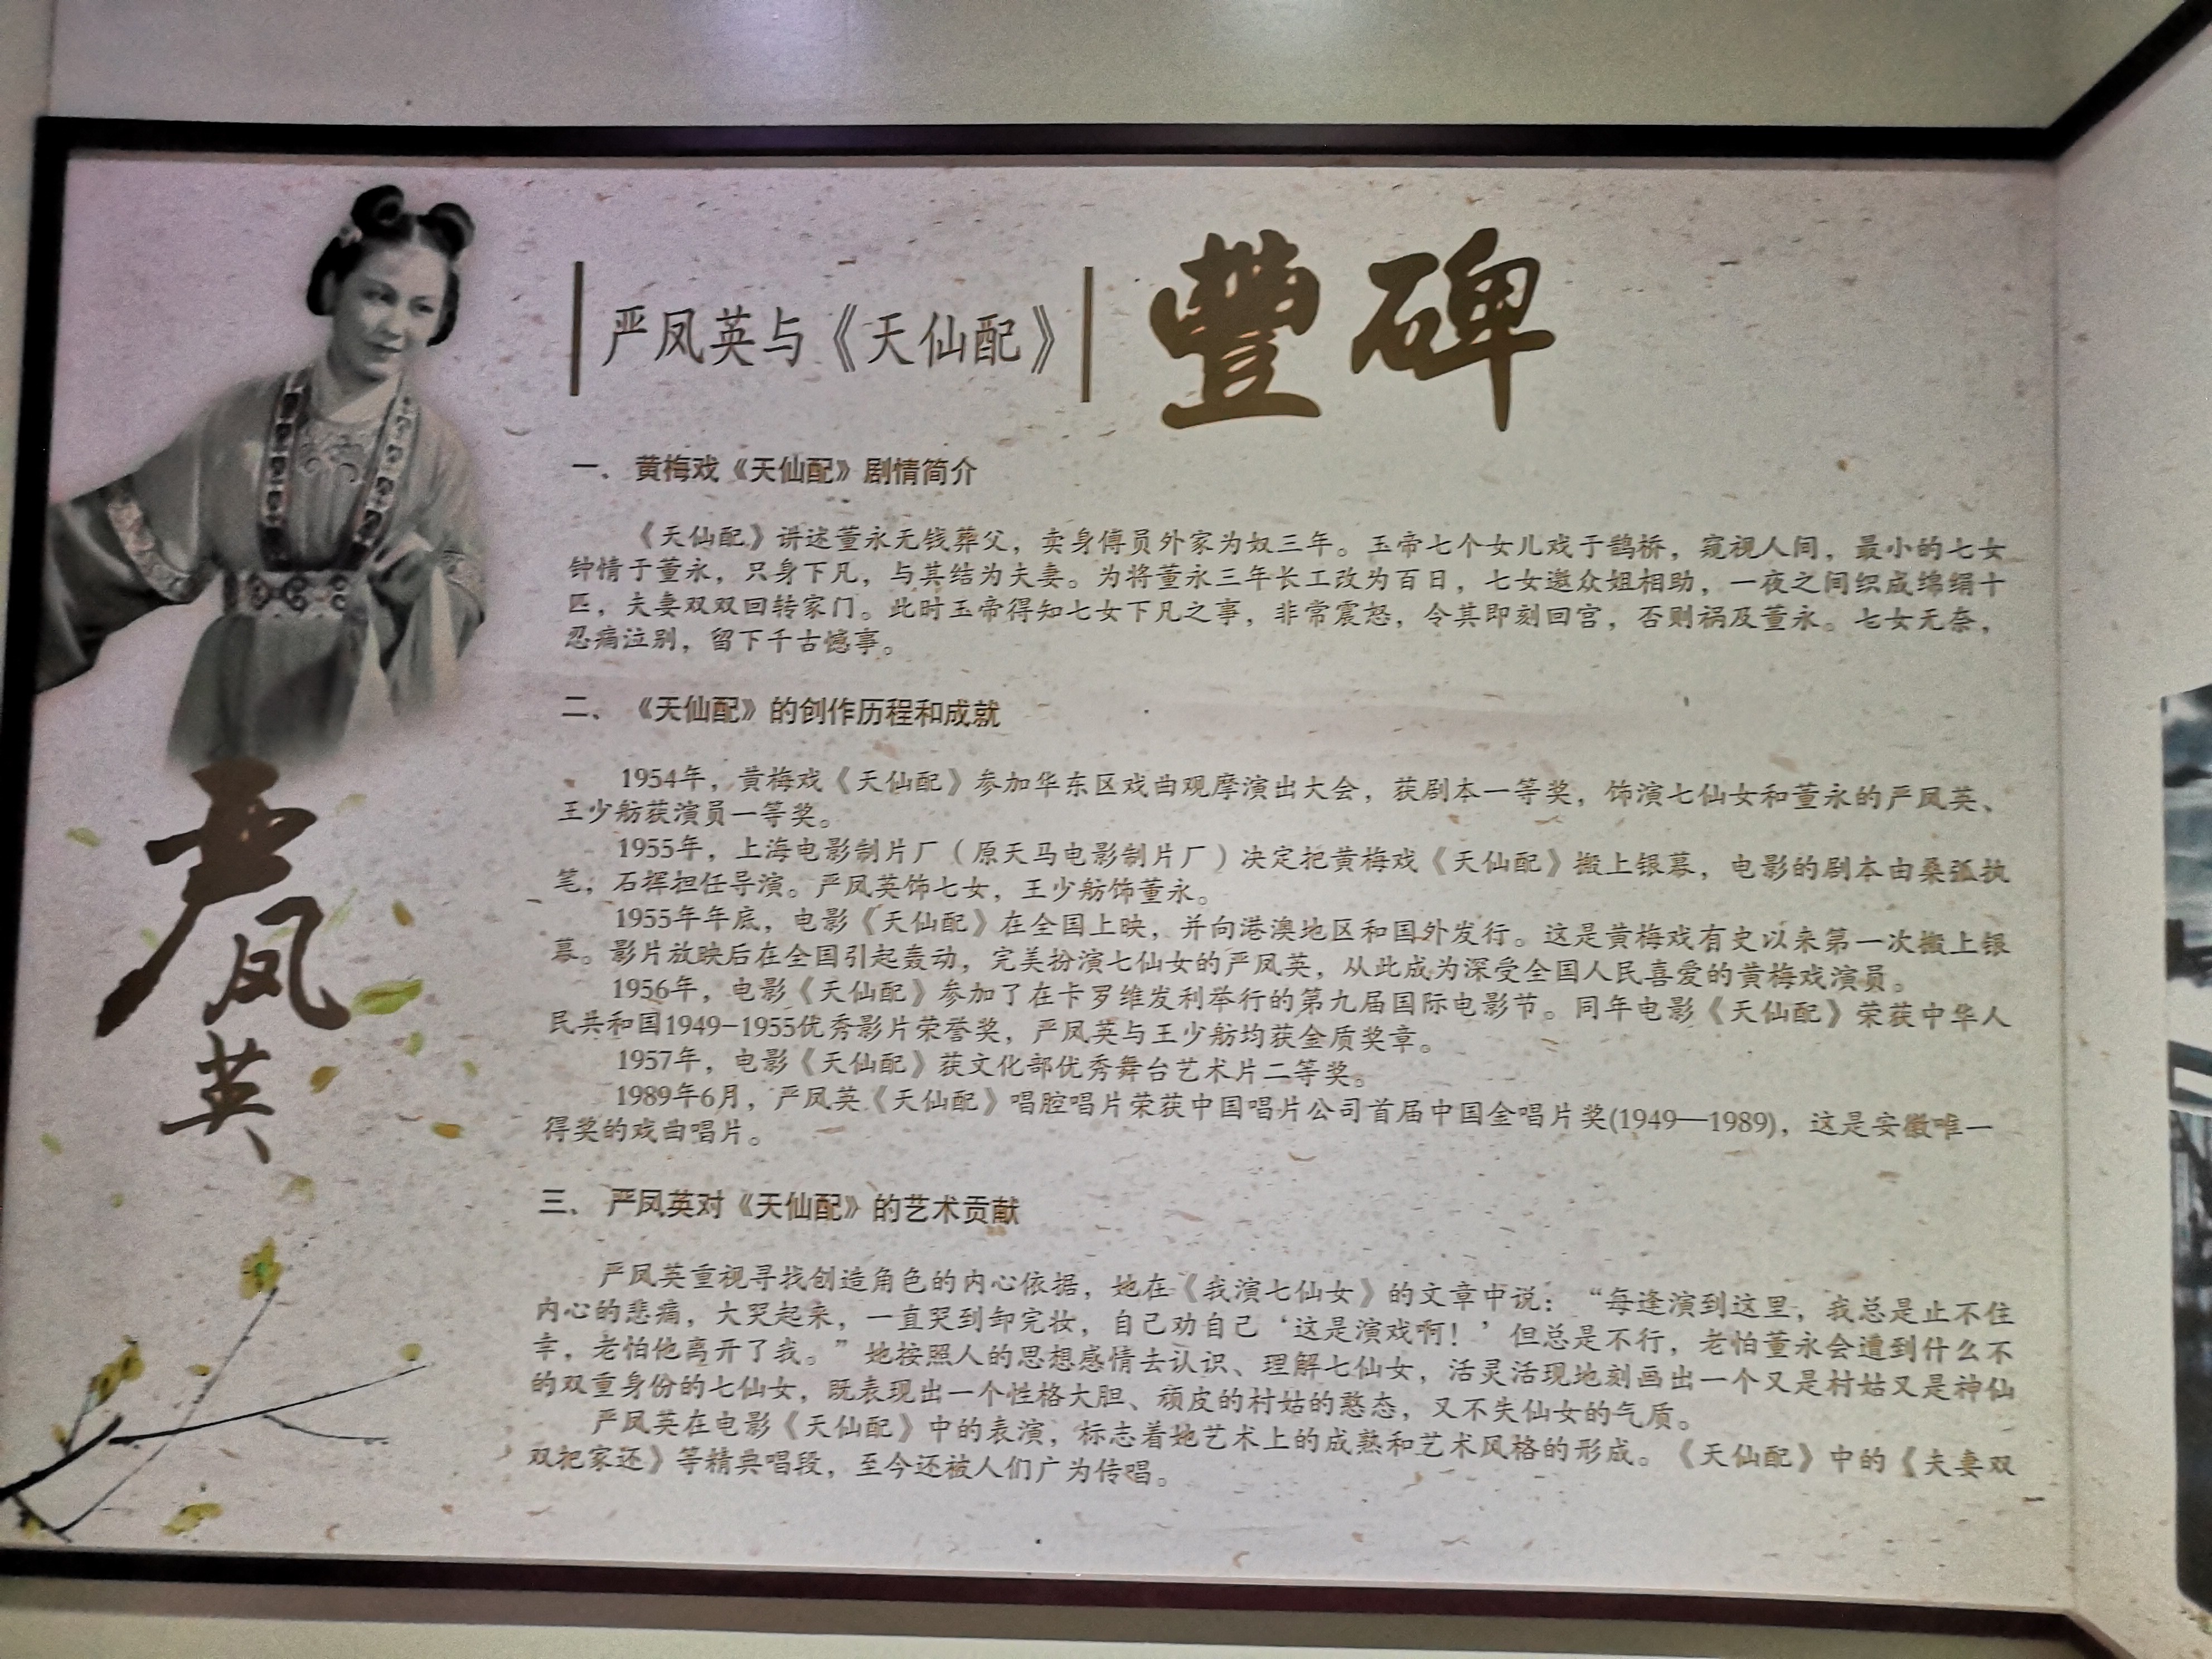 严凤英与《天仙配》
豐碑
一、黄梅戏《天仙配》剧情简介
《天仙配》讲述董永无钱葬父，卖身傅员外家为奴三年。玉帝七个女儿戏于鹊桥，窥视人间，最小的七女
钟情于董永，只身下凡，与其结为夫妻。为将董永三年长工改为百日，七女邀众姐相助，一夜之间织成绵绢十
匹，夫妻双双回转家门。此时玉帝得知七女下凡之事，非常震怒，令其即刻回宫，否则祸及董永。七女无奈，
忍痛泣别，留下千古憾事。
二、《天仙配》的创作历程和成就
1954年，黄梅戏《天仙配》参加华东区戏曲观摩演出大会，获剧本一等奖，饰演七仙女和董永的严凤英、
王少舫获演员一等奖。
1955年，上海电影制片厂（原天马电影制片厂）决定把黄梅戏《天仙配》搬上银幕，电影的剧本由桑弧执
笔，石挥担任导演。严凤英饰七女，王少舫饰董永。
1955年年底，电影《天仙配》在全国上映，并向港澳地区和国外发行。这是黄梅戏有史以来第一次搬上银
幕。影片放映后在全国引起轰动，完美扮演七仙女的严凤英，从此成为深受全国人民喜爱的黄梅戏演员。
1956年，电影《天仙配》参加了在卡罗维发利举行的第九届国际电影节。同年电影《天仙配》荣获中华人
民共和国1949-1955优秀影片荣誉奖，严凤英与王少舫均获金质奖章。
1957年，电影《天仙配》获文化部优秀舞台艺术片二等奖。
1989年6月，严凤英《天仙配》唱腔唱片荣获中国唱片公司首届中国金唱片奖(1949—1989)，这是安徽唯一
得奖的戏曲唱片。
三、严凤英对《天仙配》的艺术贡献
严凤英重视寻找创造角色的内心依据，她在《我演七仙女》的文章中说：“每逢演到这里，我总是止不住
内心的悲痛，大哭起来，一直哭到卸完妆，自己劝自己‘这是演戏啊！’但总是不行，老怕董永会遭到什么不
幸，老怕他离开了我。”她按照人的思想感情去认识、理解七仙女，活灵活现地刻画出一个又是村姑又是神仙
的双重身份的七仙女，既表现出一个性格大胆、顽皮的村姑的憨态，又不失仙女的气质。
严凤英在电影《天仙配》中的表演，标志着她艺术上的成熟和艺术风格的形成。《天仙配》中的《夫妻双
双把家还》等精典唱段，至今还被人们广为传唱。
严凤英